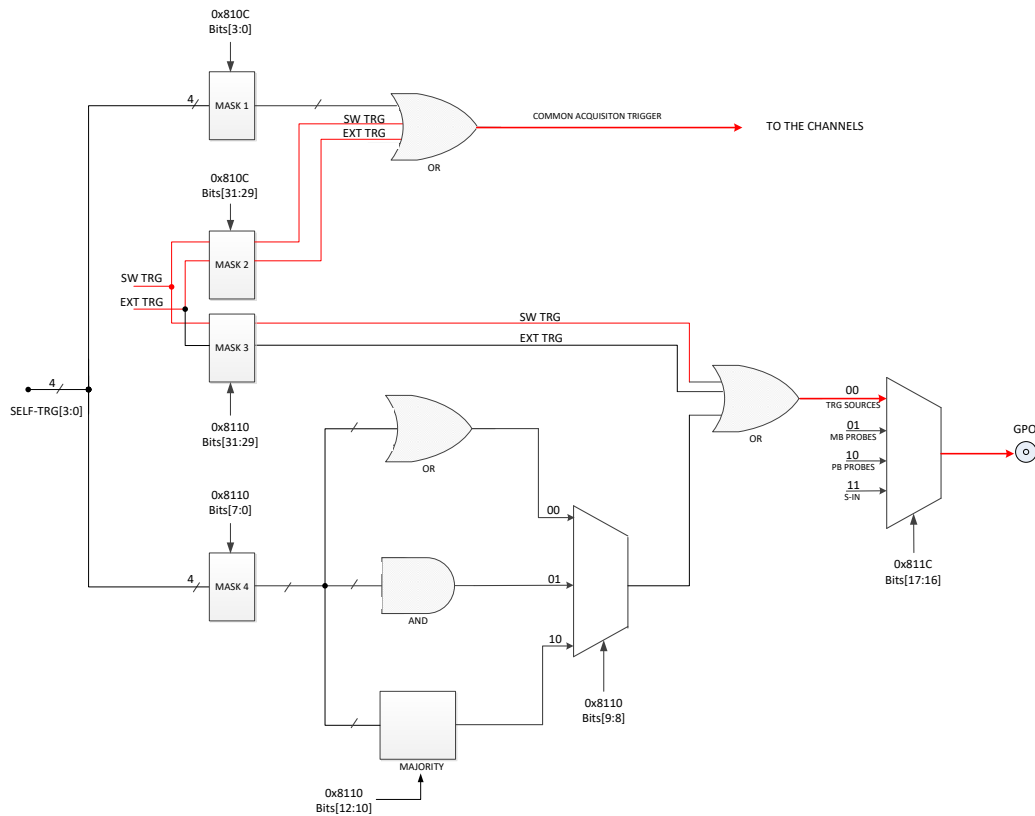 0x810C
Bits[3:0]
4
MASK 1
SW TRG
EXT TRG
OR
COMMON ACQUISITON TRIGGER
TO THE CHANNELS
0x810C
Bits[31:29]
MASK 2
SW TRG
EXT TRG
MASK 3
SW TRG
EXT TRG
4
SELF-TRG[3:0]
0x8110
Bits[31:29]
OR
OR
00
TRG SOURCES
01
MB PROBES
10
PB PROBES
11
S-IN
GPO
0x811C
Bits[17:16]
0x8110
Bits[7:0]
4
MASK 4
AND
00
01
10
0x8110
Bits[9:8]
MAJORITY
0x8110
Bits[12:10]